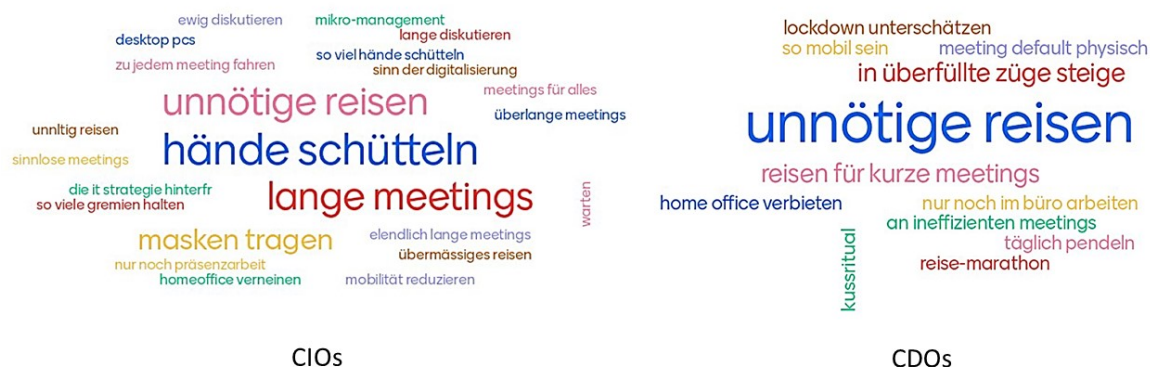 ewig diskutieren
mikro-management
desktop pcs
lange diskutieren
so viel hände schütteln
zu jedem meeting fahren
sinn der digitalisierung
unnötige reisen
meetings für alles
überlange meetings
unnltig reisen
hände schütteln
sinnlose meetings
die it strategie hinterfr
lange meetings
so viele gremien halten
warten
masken tragen
elendlich lange meetings
übermässiges reisen
nur noch präsenzarbeit
homeoffice verneinen
mobilität reduzieren
CIOs
lockdown unterschätzen
so mobil sein
meeting default physisch
in überfüllte züge steige
unnötige reisen
reisen für kurze meetings
home office verbieten
nur noch im büro arbeiten
an ineffizienten meetings
täglich pendeln
reise-marathon
kussritual
CDOs